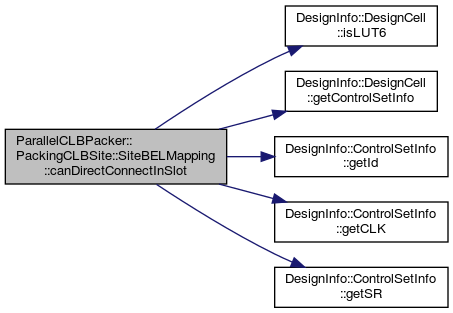 ParallelCLBPacker::
PackingCLBSite::SiteBELMapping
::canDirectConnectInSlot
DesignInfo::DesignCell
::isLUT6
DesignInfo::DesignCell
::getControlSetInfo
DesignInfo::ControlSetInfo
::getId
DesignInfo::ControlSetInfo
::getCLK
DesignInfo::ControlSetInfo
::getSR